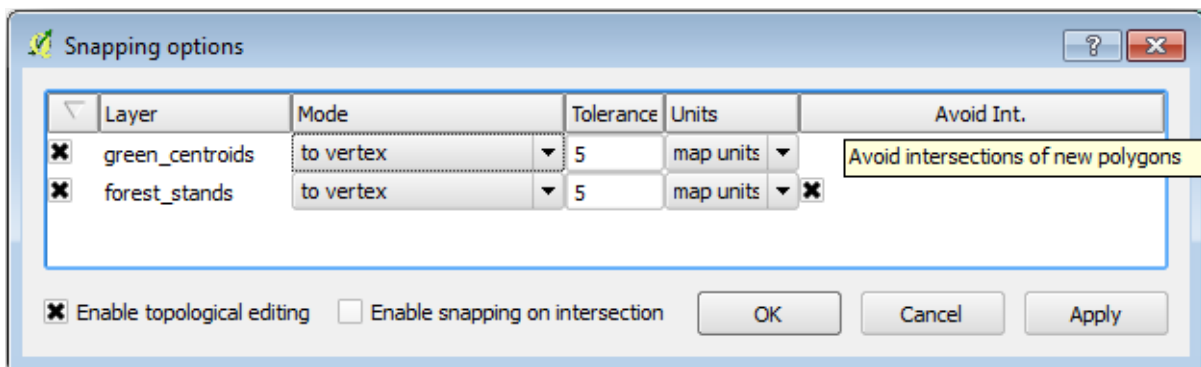 Snapping options
Layer Mode Tolerance Units Avoid Int.
green_centroids to vertex 5 map units
Avoid intersections of new polygons
forest_stands to vertex 5 map units
Enable topological editing Enable snapping on intersection OK Cancel Apply